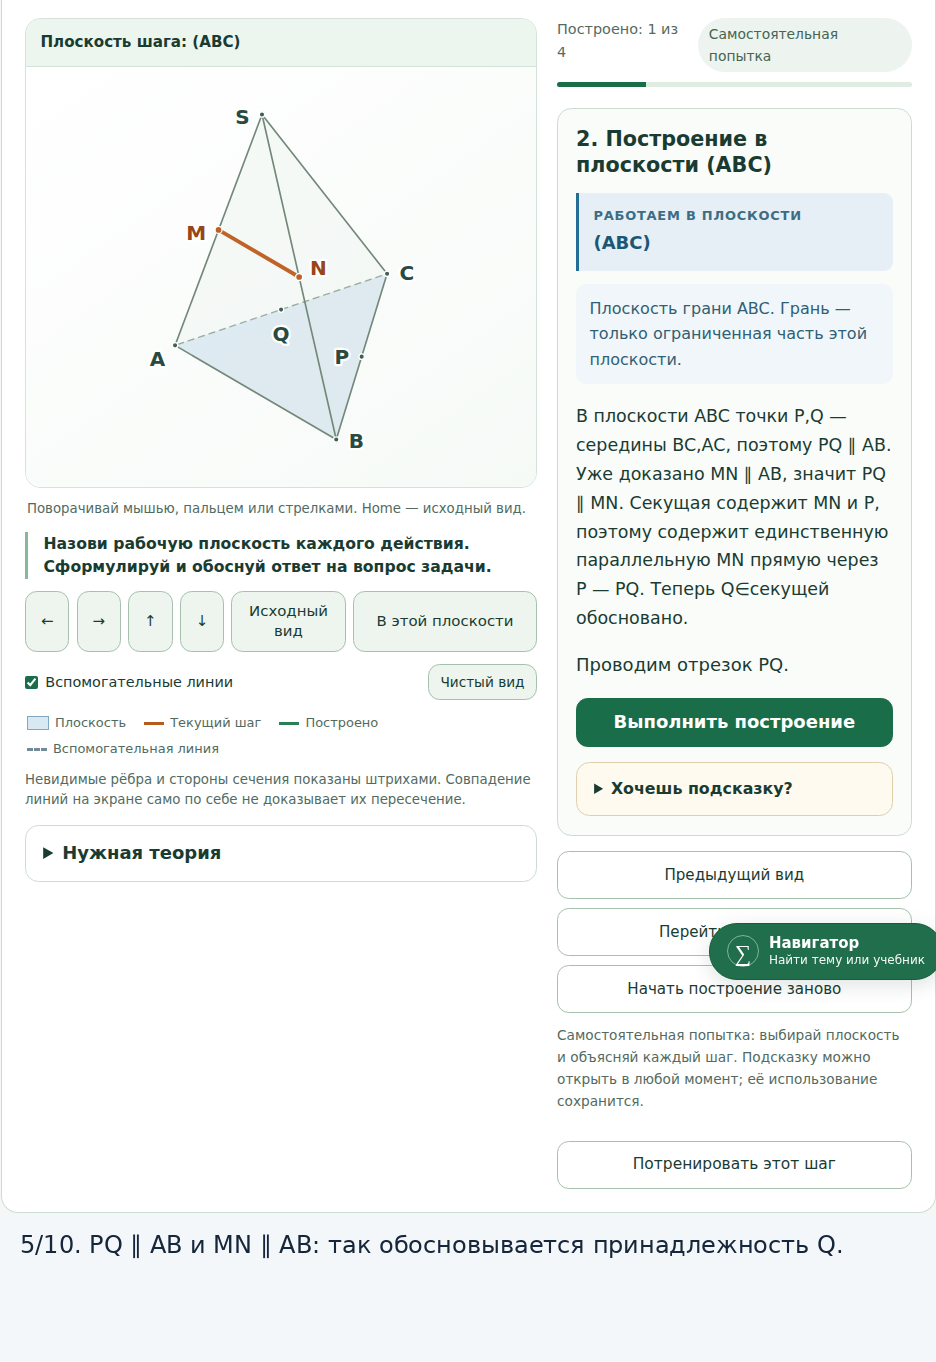 Плоскость шага: (ABC)
S
M
N
C
Q
P
A
B
Поворачивай мышью, пальцем или стрелками. Home — исходный вид.
Назови рабочую плоскость каждого действия.
Сформулируй и обоснуй ответ на вопрос задачи.
←
→
↑
↓
Исходный
вид
В этой плоскости
Вспомогательные линии
Чистый вид
Плоскость
Текущий шаг
Построено
Вспомогательная линия
Невидимые рёбра и стороны сечения показаны штрихами. Совпадение
линий на экране само по себе не доказывает их пересечение.
▶ Нужная теория
Построено: 1 из
4
Самостоятельная
попытка
2. Построение в
плоскости (ABC)
РАБОТАЕМ В ПЛОСКОСТИ
(ABC)
Плоскость грани ABC. Грань —
только ограниченная часть этой
плоскости.
В плоскости ABC точки P,Q —
середины BC,AC, поэтому PQ ∥ AB.
Уже доказано MN ∥ AB, значит PQ
∥ MN. Секущая содержит MN и P,
поэтому содержит единственную
параллельную MN прямую через
P — PQ. Теперь Q∈секущей
обосновано.
Проводим отрезок PQ.
Выполнить построение
▶ Хочешь подсказку?
Предыдущий вид
∑
Навигатор
Найти тему или учебник
Начать построение заново
Самостоятельная попытка: выбирай плоскость
и объясняй каждый шаг. Подсказку можно
открыть в любой момент; её использование
сохранится.
Потренировать этот шаг
5/10. PQ ∥ AB и MN ∥ AB: так обосновывается принадлежность Q.